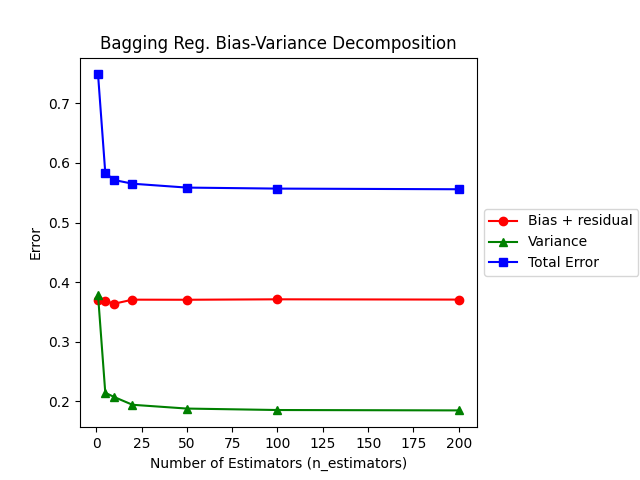 Bagging Reg. Bias-Variance Decomposition
0.7
0.6
0.5
0.4
0.3
0.2
Error
0 25 50 75 100 125 150 175 200
Number of Estimators (n_estimators)
Bias + residual
Variance
Total Error